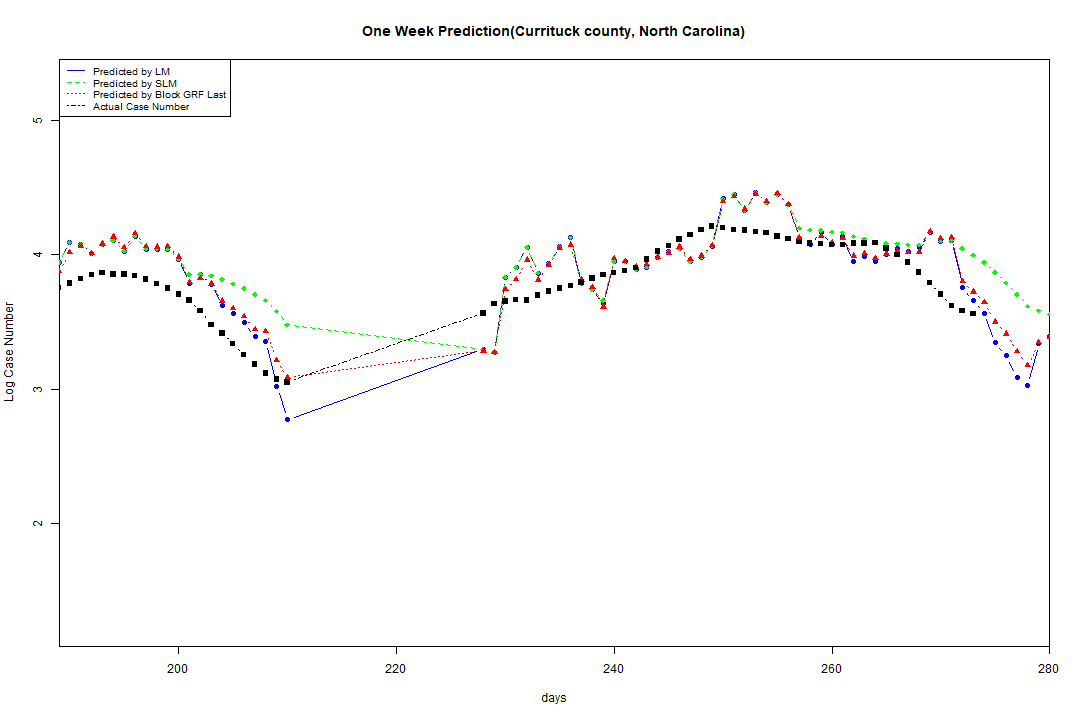 One Week Prediction(Currituck county, North Carolina)
Predicted by LM
Predicted by SLM
Predicted by Block GRF Last
Actual Case Number
5
4
3
2
Log Case Number
200 220 240 260 280
days